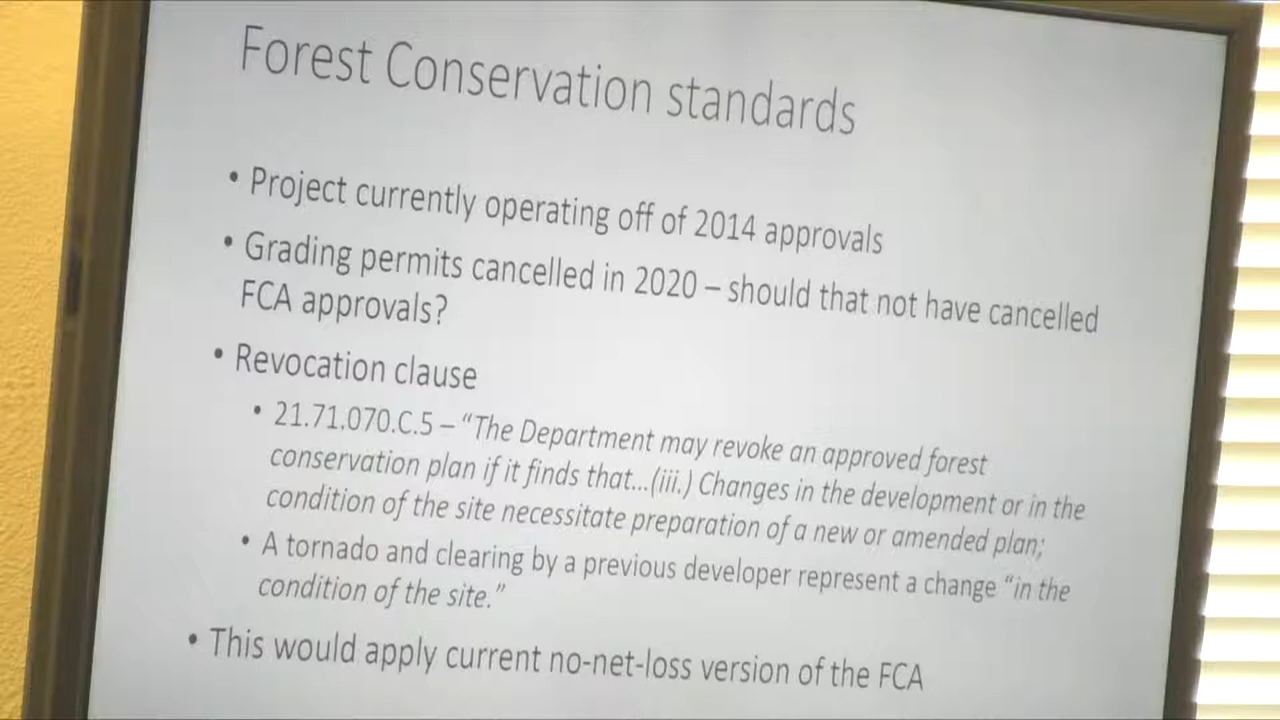 Forest Conservation standards
• Project currently operating off of 2014 approvals
• Grading permits cancelled in 2020 – should that not have cancelled
FCA approvals?
• Revocation clause
• 21.71.070.C.5 – “The Department may revoke an approved forest
conservation plan if it finds that...(iii.) Changes in the development or in the
condition of the site necessitate preparation of a new or amended plan;
• A tornado and clearing by a previous developer represent a change “in the
condition of the site.”
• This would apply current no-net-loss version of the FCA